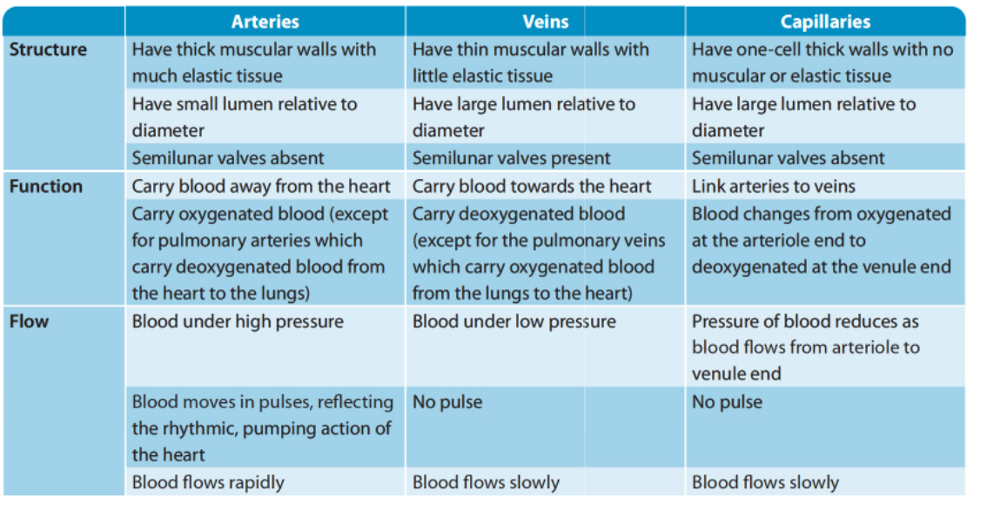 Arteries Veins Capillaries
Structure
Have thick muscular walls with
much elastic tissue
Have thin muscular walls with
little elastic tissue
Have one-cell thick walls with no
muscular or elastic tissue
Have small lumen relative to
diameter
Have large lumen relative to
diameter
Have large lumen relative to
diameter
Semilunar valves absent
Semilunar valves present
Semilunar valves absent
Function
Carry blood away from the heart
Carry blood towards the heart
Link arteries to veins
Carry oxygenated blood (except
for pulmonary arteries which
carry deoxygenated blood from
the heart to the lungs)
Carry deoxygenated blood
(except for the pulmonary veins
which carry oxygenated blood
from the lungs to the heart)
Blood changes from oxygenated
at the arteriole end to
deoxygenated at the venule end
Flow
Blood under high pressure
Blood under low pressure
Pressure of blood reduces as
blood flows from arteriole to
venule end
Blood moves in pulses, reflecting
the rhythmic, pumping action of
the heart
No pulse
No pulse
Blood flows rapidly
Blood flows slowly
Blood flows slowly